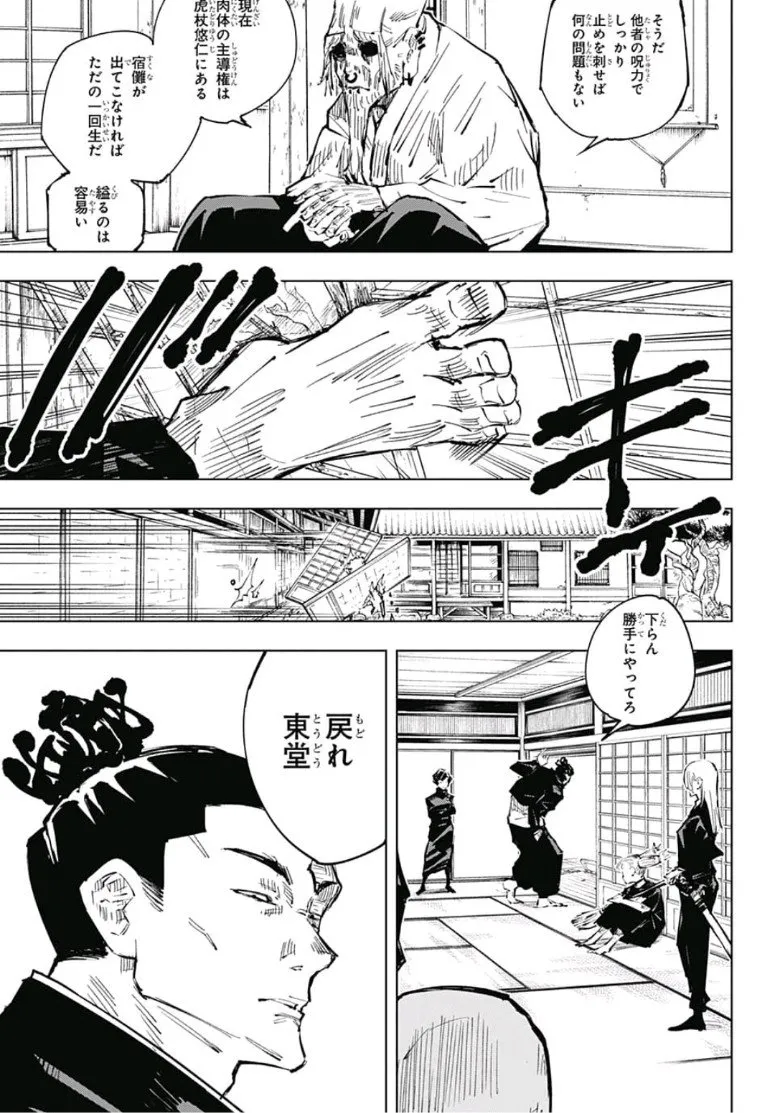 そうだ
他者の呪力で
しっかり
止めを刺せば
何の問題もない
現在
肉体の主導権は
虎杖悠仁にある
宿儺が
出てこなければ
ただの一回生だ
縊るのは
容易い
下らん
勝手にやってろ
戻れ
東堂